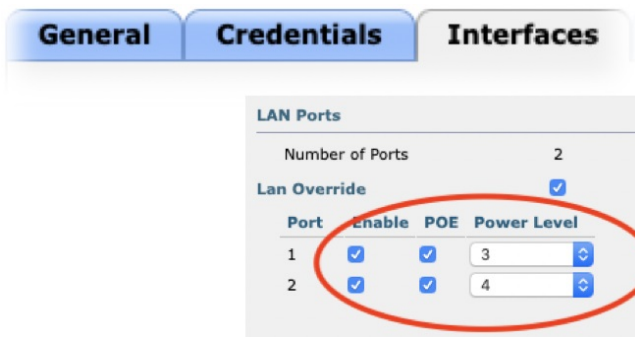 General Credentials Interfaces
LAN Ports
Number of Ports 2
Lan Override
Port Enable POE Power Level
1 3
2 4